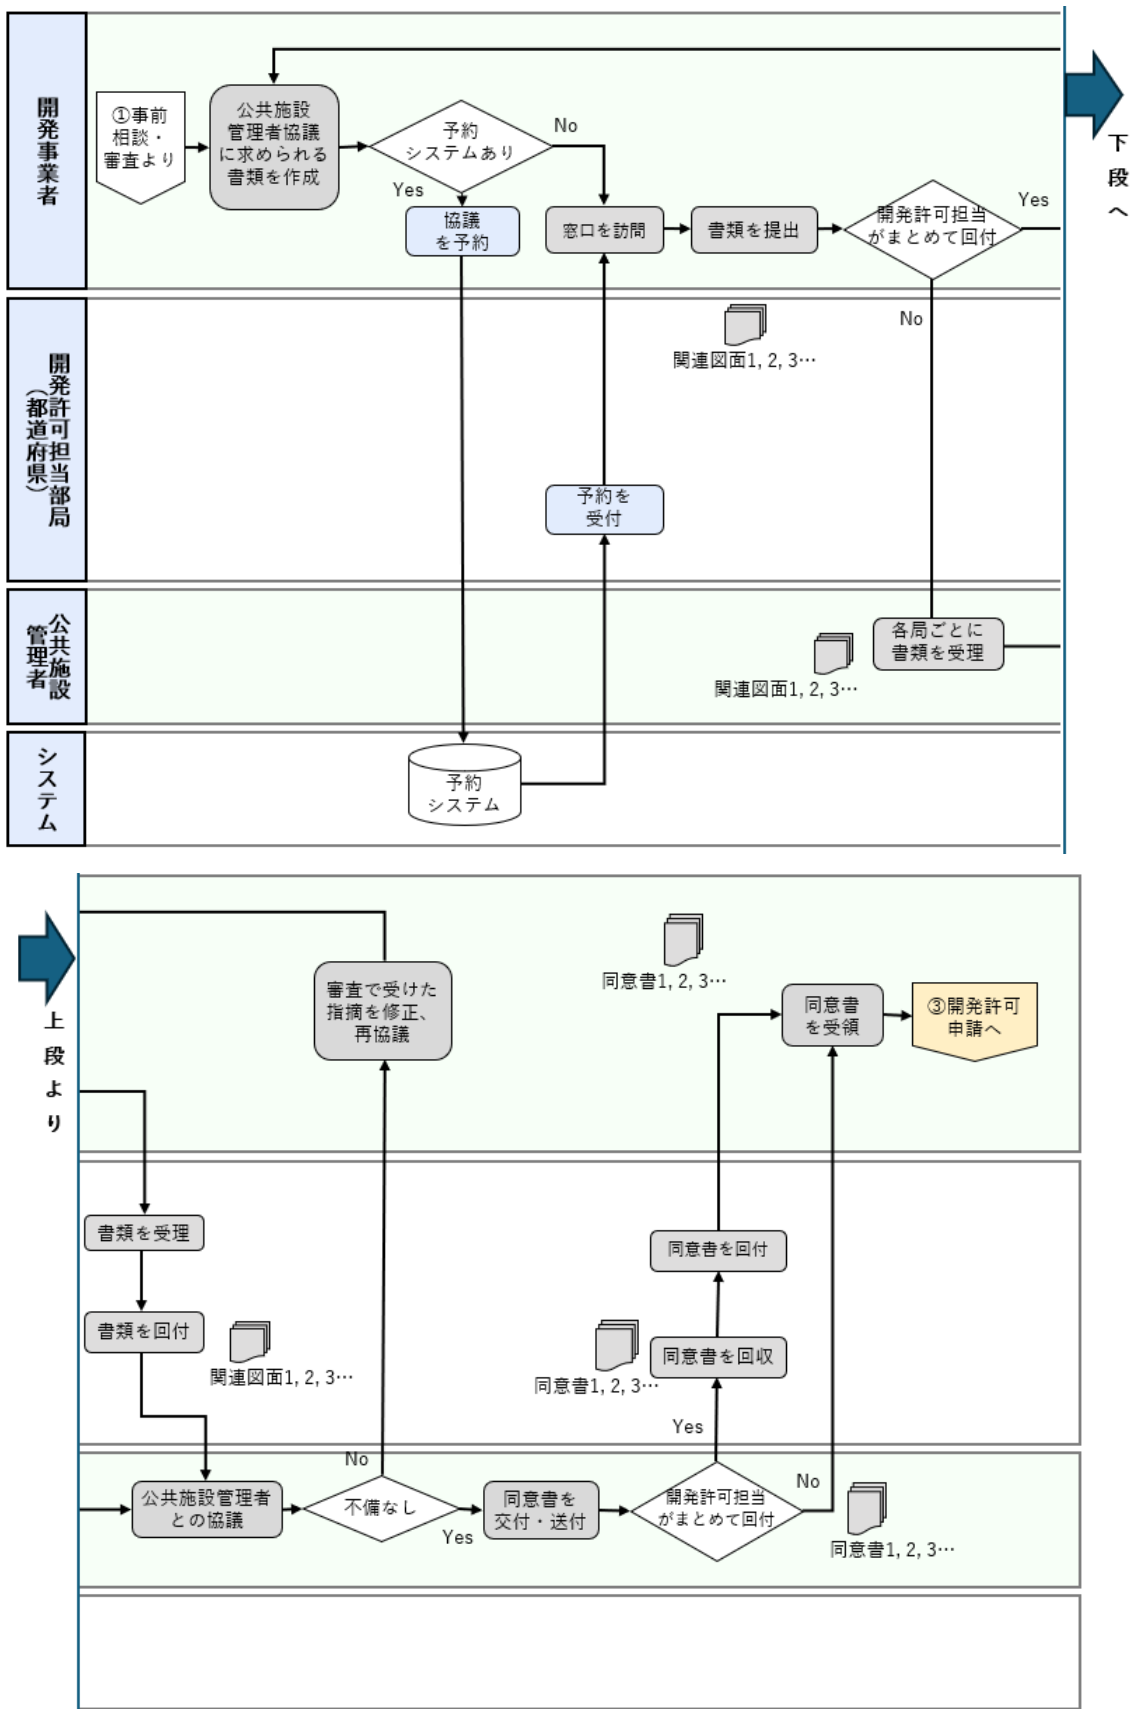 開発事業者
①事前
相談・
審査より
公共施設
管理者協議
に求められる
書類を作成
予約
システムあり
No
Yes
協議
を予約
窓口を訪問
書類を提出
開発許可担当
がまとめて回付
Yes
No
下段へ
開発許可担当部局
（都道府県）
関連図面1, 2, 3…
予約を
受付
公共施設
管理者
関連図面1, 2, 3…
各局ごとに
書類を受理
システム
予約
システム
上段より
審査で受けた
指摘を修正、
再協議
同意書1, 2, 3…
同意書
を受領
③開発許可
申請へ
書類を受理
書類を回付
関連図面1, 2, 3…
同意書を回付
同意書1, 2, 3…
同意書を回収
Yes
No
公共施設管理者
との協議
不備なし
Yes
同意書を
交付・送付
開発許可担当
がまとめて回付
No
同意書1, 2, 3…